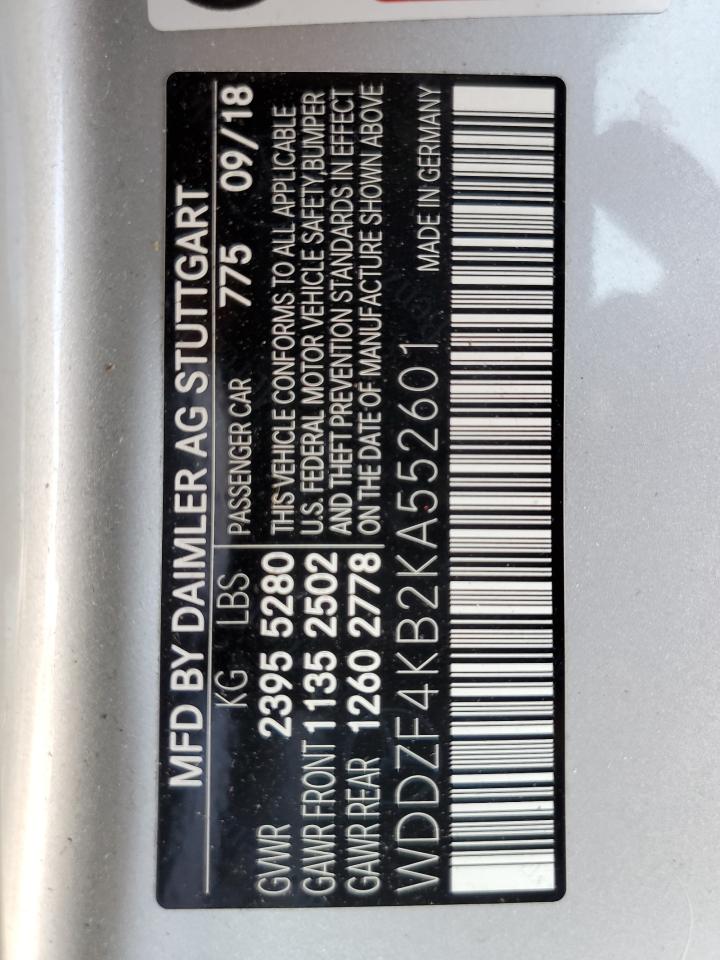 MFD BY DAIMLER AG STUTTGART
KG LBS
GVWR 2395 5280
GAWR FRONT 1135 2502
GAWR REAR 1260 2778
PASSENGER CAR 775 09/18
THIS VEHICLE CONFORMS TO ALL APPLICABLE
U.S. FEDERAL MOTOR VEHICLE SAFETY,BUMPER
AND THEFT PREVENTION STANDARDS IN EFFECT
ON THE DATE OF MANUFACTURE SHOWN ABOVE
WDDZF4KB2KA552601 MADE IN GERMANY